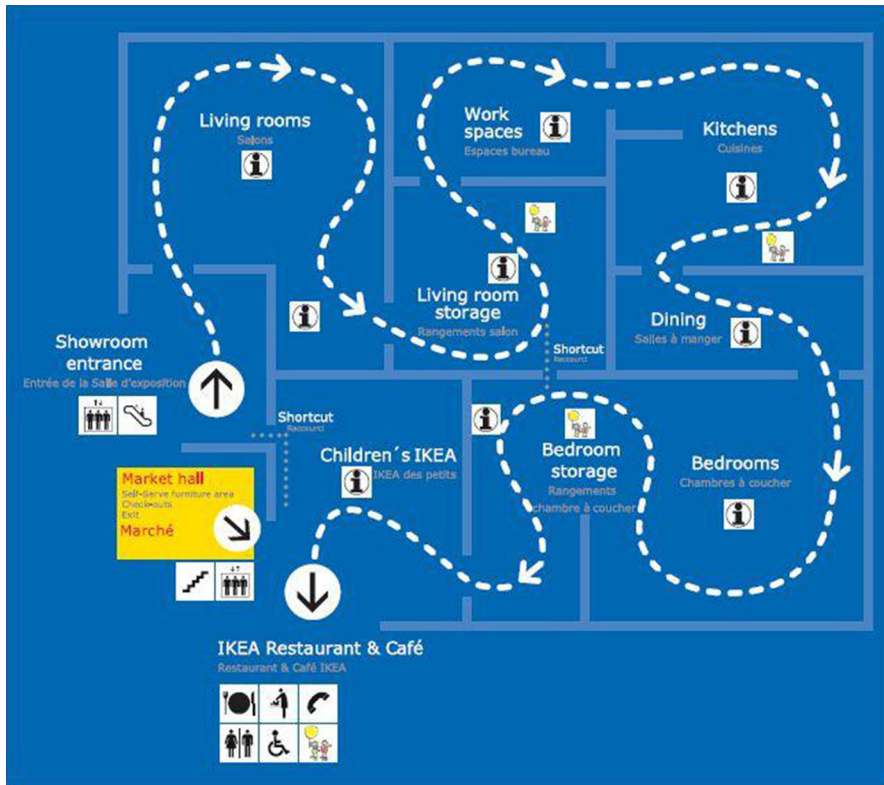 Living rooms
Salons
Work
spaces
Espaces bureau
Kitchens
Cuisines
Living room
storage
Rangements salon
Dining
Salles à manger
Showroom
entrance
Entrée de la Salle d'exposition
Shortcut
Raccourci
Shortcut
Raccourci
Children´s IKEA
IKEA des petits
Bedroom
storage
Rangements
chambre à coucher
Bedrooms
Chambres à coucher
Market hall
Self-Serve furniture area
Check-outs
Exit
Marché
IKEA Restaurant & Café
Restaurant & Café IKEA